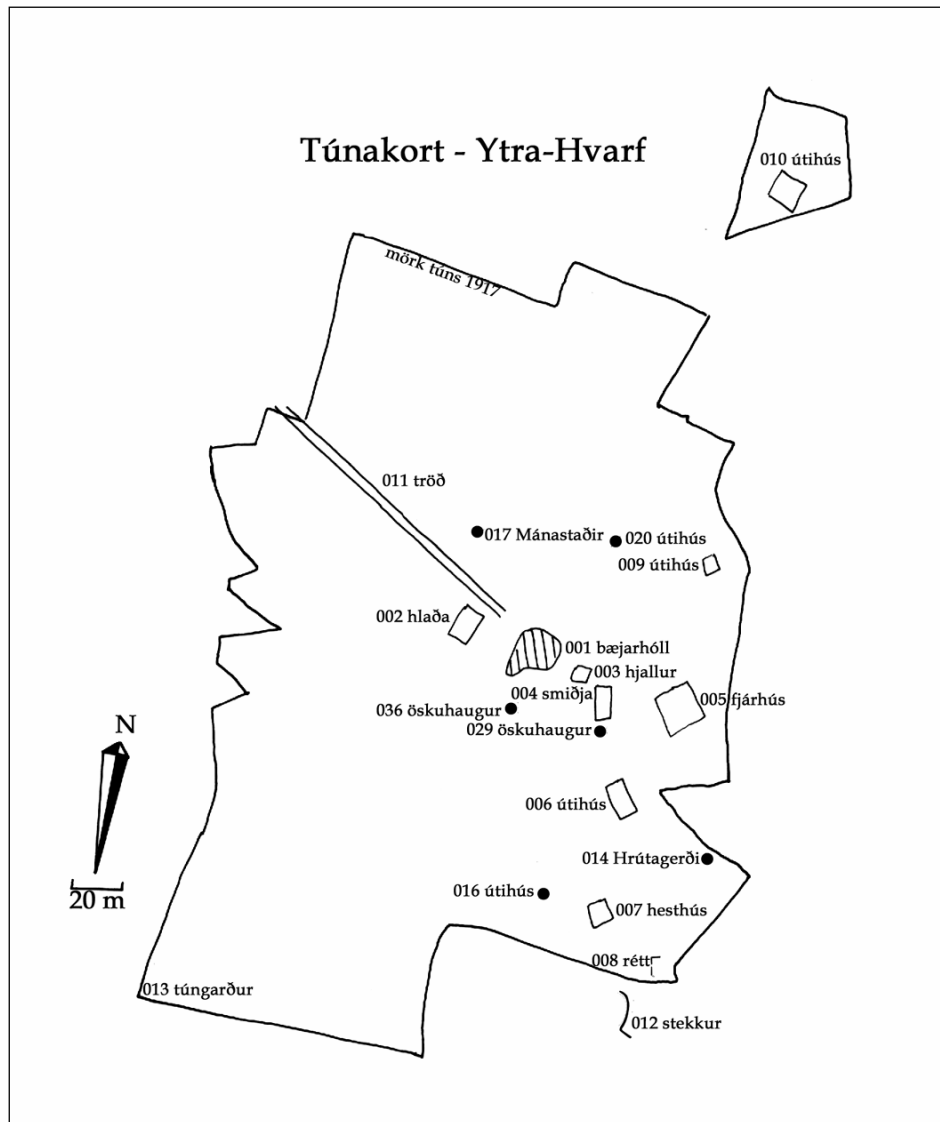 Túnakort - Ytra-Hvarf
010 útihús
mörk túns 1917
011 tröð
017 Mánastaðir
020 útihús
009 útihús
002 hlaða
001 bæjarhóll
003 hjallur
004 smiðja
005 fjárhús
036 öskuhaugur
029 öskuhaugur
N
006 útihús
014 Hrútagerði
20 m
016 útihús
007 hesthús
008 rétt
013 túngarður
012 stekkur